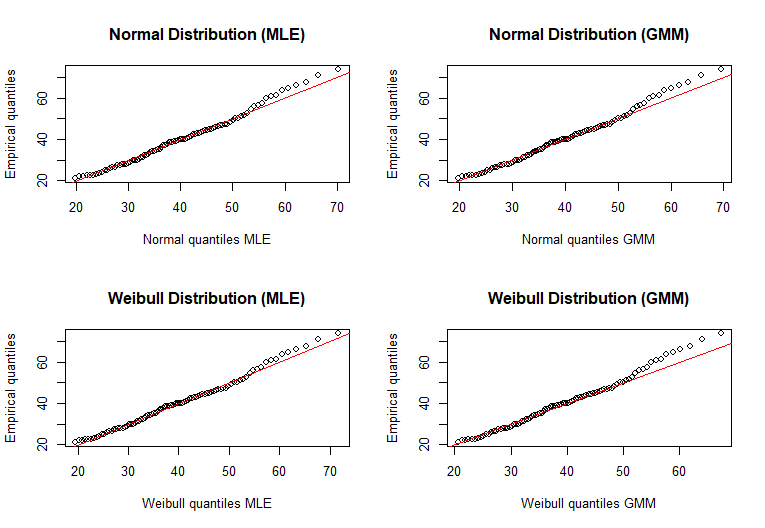 Normal Distribution (MLE)
Normal Distribution (GMM)
Empirical quantiles
20 40 60
20 30 40 50 60 70
Normal quantiles MLE
Empirical quantiles
20 40 60
20 30 40 50 60 70
Normal quantiles GMM
Weibull Distribution (MLE)
Weibull Distribution (GMM)
Empirical quantiles
20 40 60
20 30 40 50 60 70
Weibull quantiles MLE
Empirical quantiles
20 40 60
20 30 40 50 60
Weibull quantiles GMM